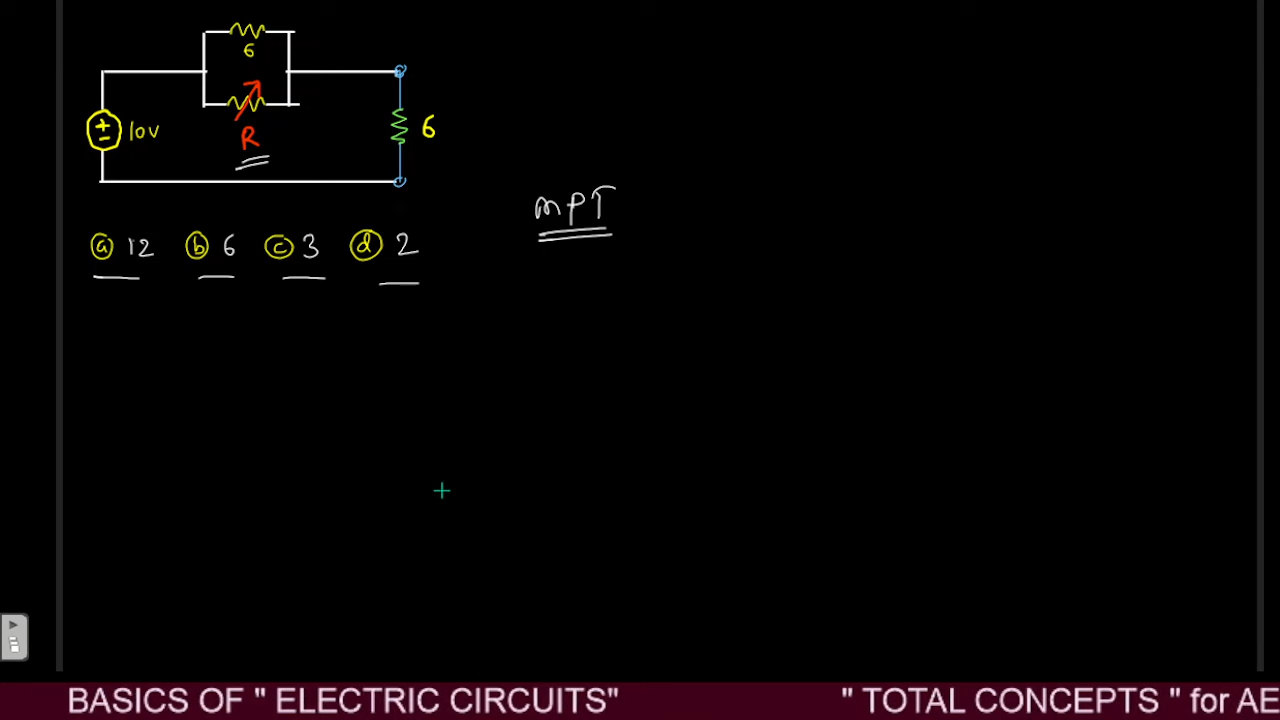 6
10V
R
6
MPT
(a) 12 (b) 6 (c) 3 (d) 2
BASICS OF " ELECTRIC CIRCUITS" " TOTAL CONCEPTS " for AE